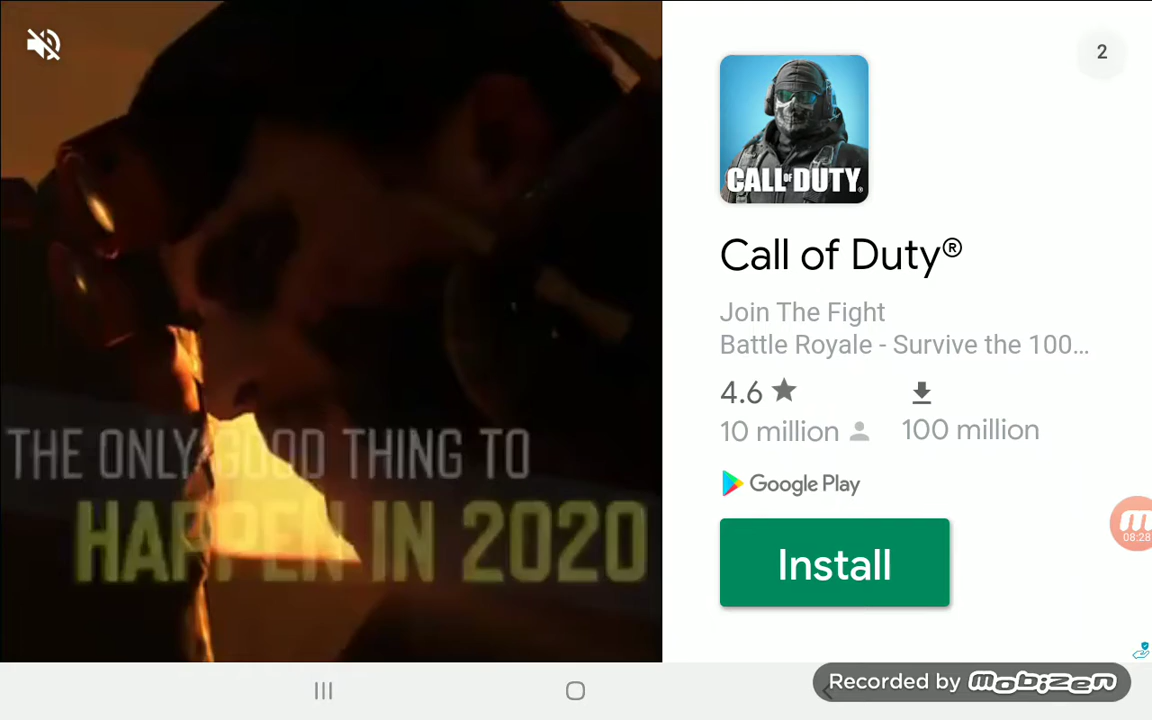 2
CALL OF DUTY®
Call of Duty®
Join The Fight
Battle Royale - Survive the 100...
4.6
10 million
100 million
Google Play
Install
THE ONLY GOOD THING TO
HAPPEN IN 2020
08:28
Recorded by mobizen